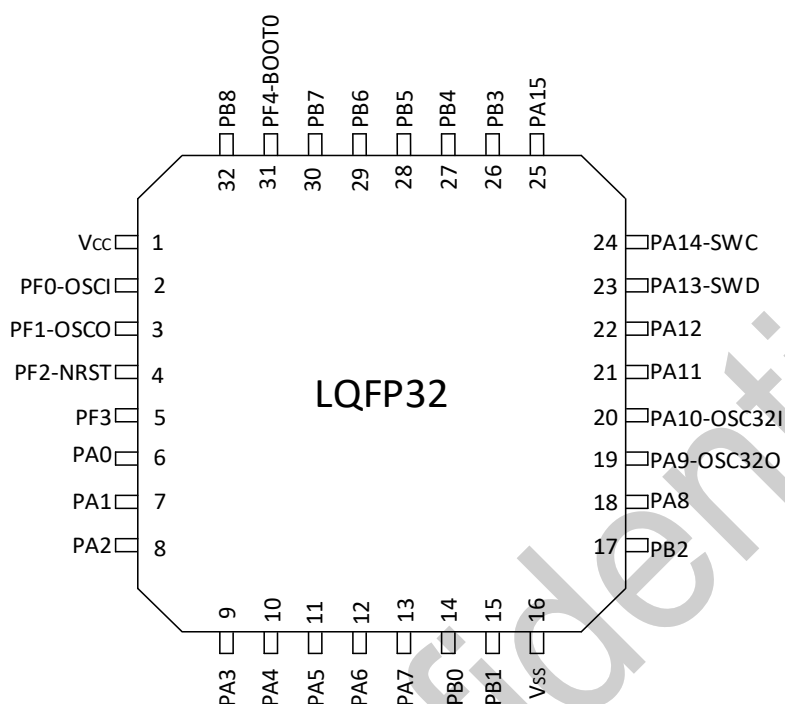 PB8 PF4-BOOT0 PB7 PB6 PB5 PB4 PB3 PA15
32 31 30 29 28 27 26 25
Vcc 1 24 PA14-SWC
PF0-OSCI 2 23 PA13-SWD
PF1-OSCO 3 22 PA12
PF2-NRST 4 21 PA11
LQFP32
PF3 5 20 PA10-OSC32I
PA0 6 19 PA9-OSC32O
PA1 7 18 PA8
PA2 8 17 PB2
9 10 11 12 13 14 15 16
PA3 PA4 PA5 PA6 PA7 PB0 PB1 Vss